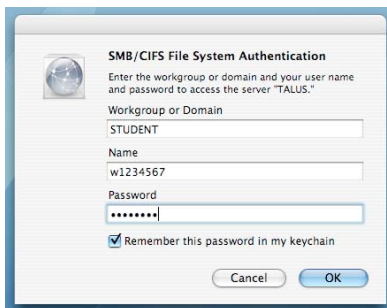 SMB/CIFS File System Authentication
Enter the workgroup or domain and your user name
and password to access the server "TALUS."
Workgroup or Domain
STUDENT
Name
w1234567
Password
••••••••
Remember this password in my keychain
Cancel
OK